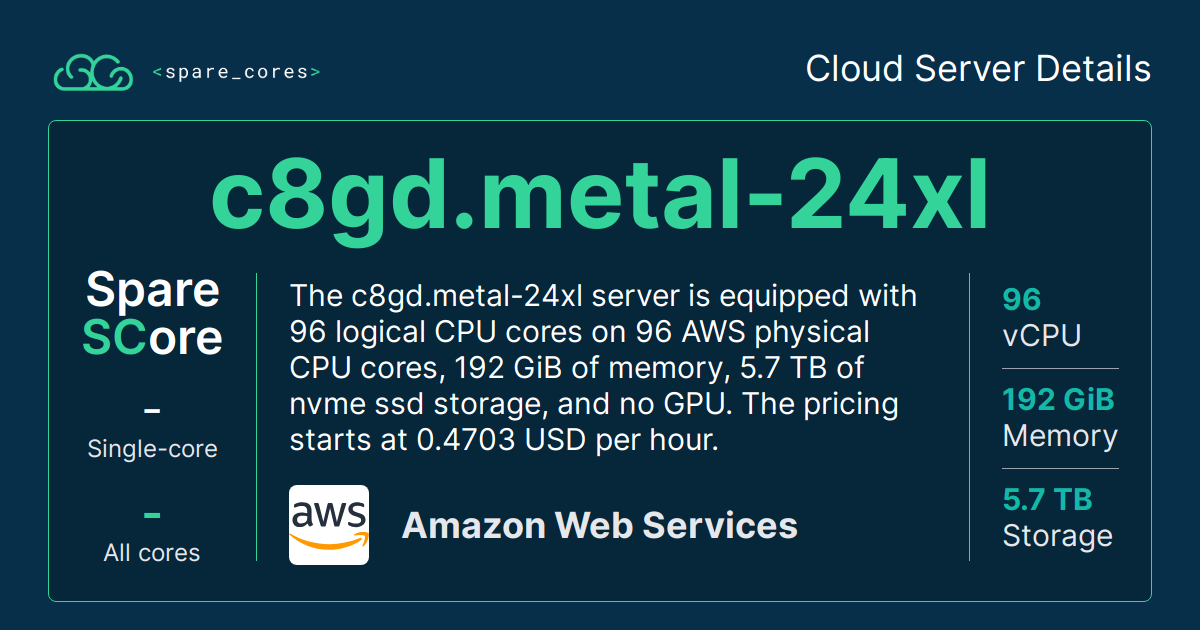 <spare_cores>
Cloud Server Details
c8gd.metal-24xl
Spare
SCore
-
Single-core
-
All cores
The c8gd.metal-24xl server is equipped with
96 logical CPU cores on 96 AWS physical
CPU cores, 192 GiB of memory, 5.7 TB of
nvme ssd storage, and no GPU. The pricing
starts at 0.4703 USD per hour.
aws
Amazon Web Services
96
vCPU
192 GiB
Memory
5.7 TB
Storage